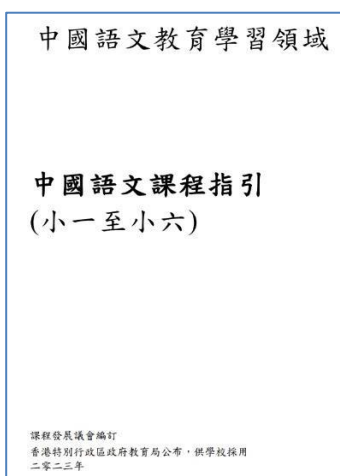 中國語文教育學習領域
中國語文課程指引
(小一至小六)
課程發展議會編訂
香港特別行政區政府教育局公布，供學校採用
二零二三年